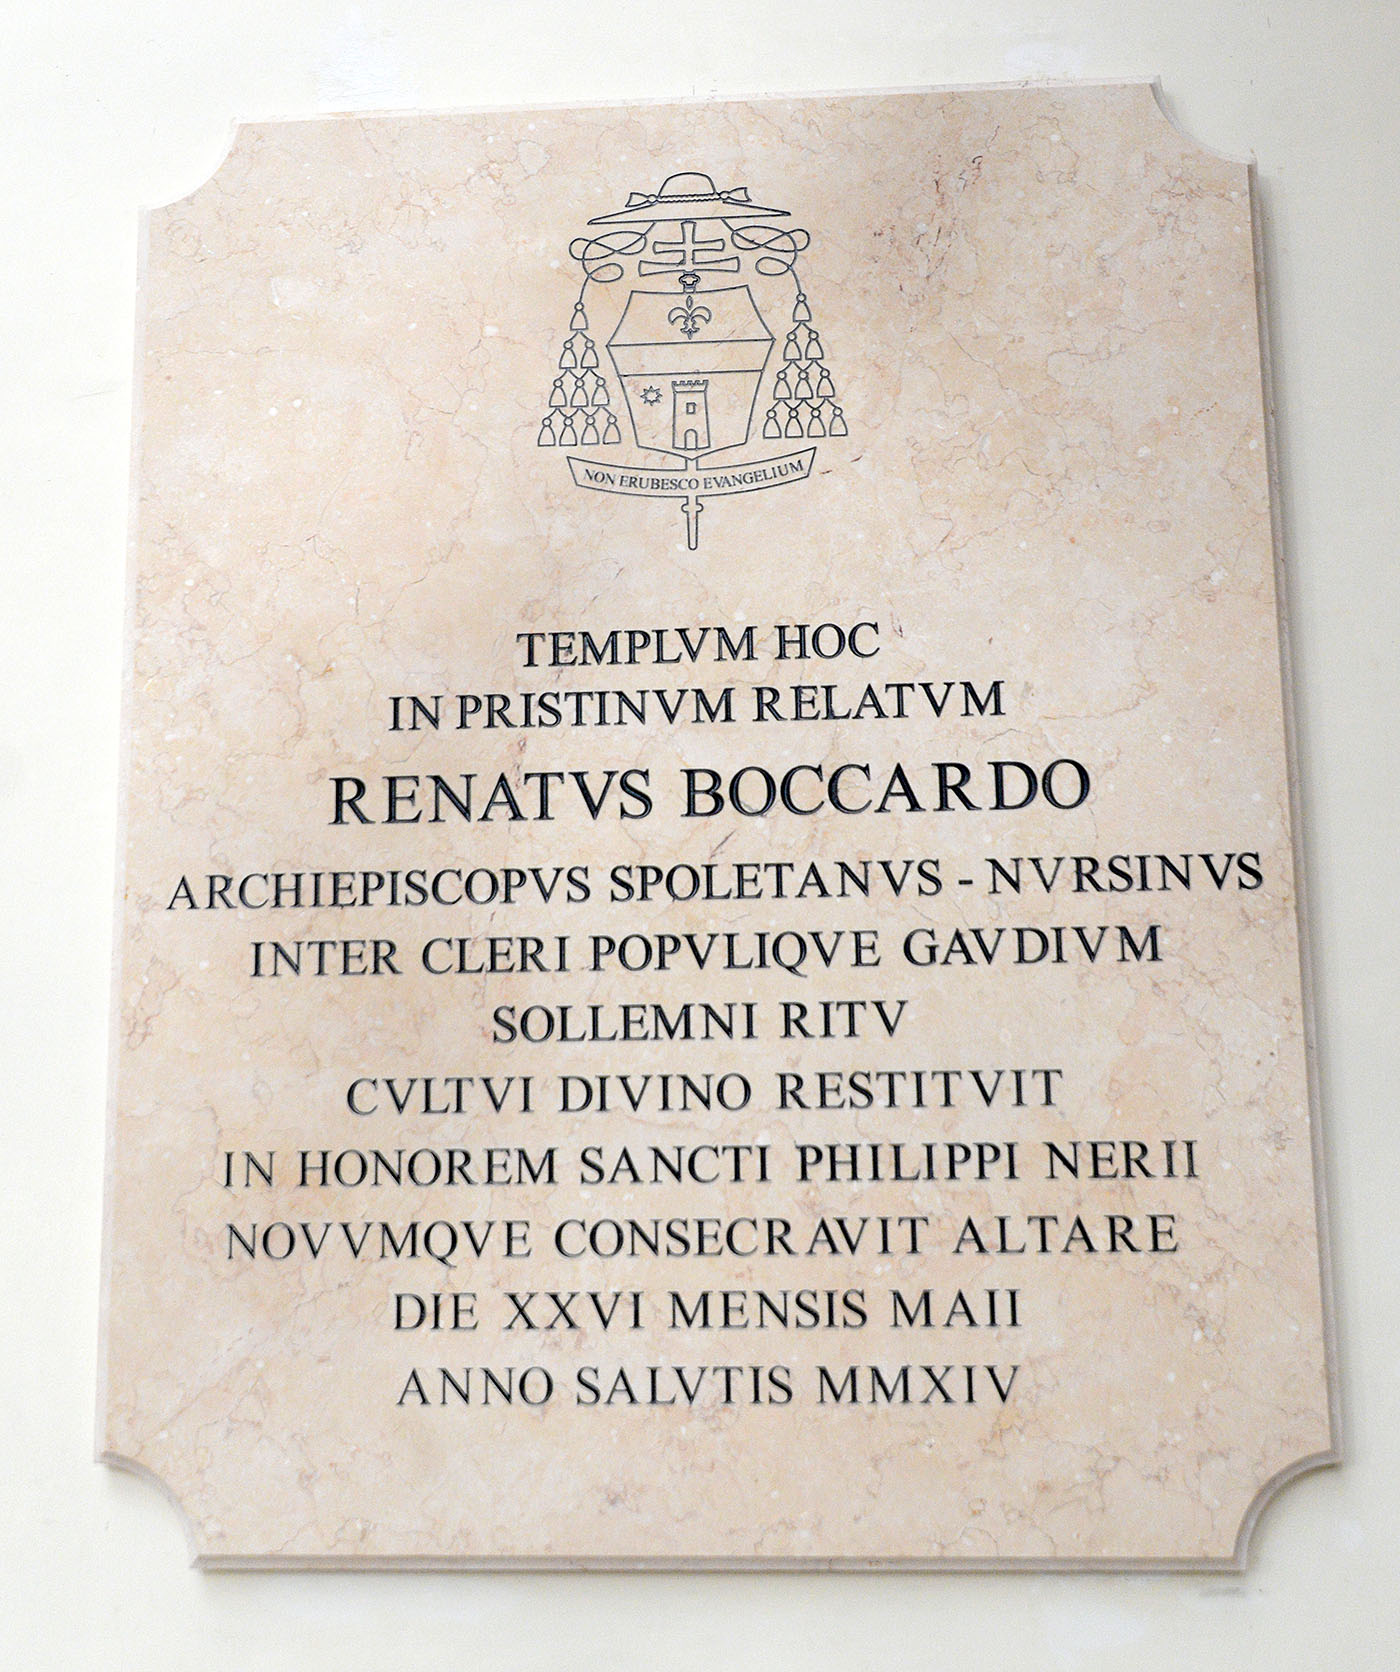 NON ERUBESCO EVANGELIUM
TEMPLVM HOC
IN PRISTINVM RELATVM
RENATVS BOCCARDO
ARCHIEPISCOPVS SPOLETANVS - NVRSINVS
INTER CLERI POPVLIQVE GAVDIVM
SOLLEMNI RITV
CVLTVI DIVINO RESTITVIT
IN HONOREM SANCTI PHILIPPI NERII
NOVVMQVE CONSECRAVIT ALTARE
DIE XXVI MENSIS MAII
ANNO SALVTIS MMXIV